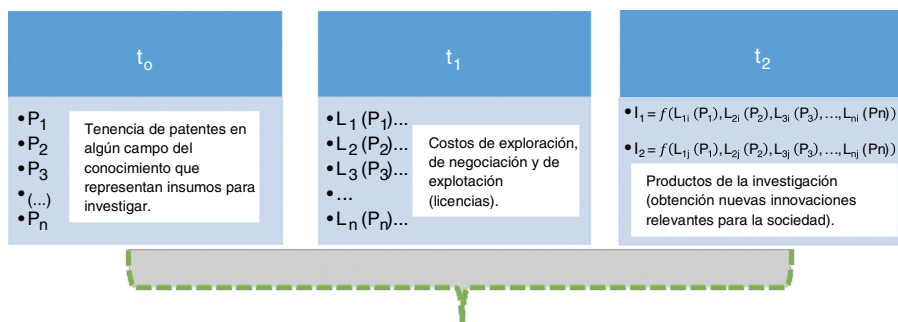 t₀
•P₁
•P₂
•P₃
•(...)
•Pₙ
Tenencia de patentes en
algún campo del
conocimiento que
representan insumos para
investigar.
t₁
•L₁ (P₁)...
•L₂ (P₂)...
•L₃ (P₃)...
•...
•Lₙ (Pₙ)...
Costos de exploración,
de negociación y de
explotación
(licencias).
t₂
•I₁ = f(L₁ᵢ (P₁), L₂ᵢ (P₂), L₃ᵢ (P₃), ..., Lₙᵢ (Pn))
•I₂ = f(L₁ⱼ (P₁), L₂ⱼ (P₂), L₃ⱼ (P₃), ..., Lₙⱼ (Pn))
Productos de la investigación
(obtención nuevas innovaciones
relevantes para la sociedad).